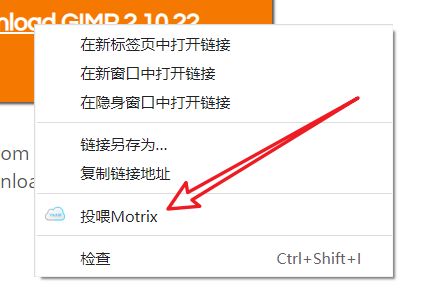 nload GIMP 2.10.22
在新标签页中打开链接
在新窗口中打开链接
在隐身窗口中打开链接
om
链接另存为...
nloa
复制链接地址
投喂Motrix
检查 Ctrl+Shift+I